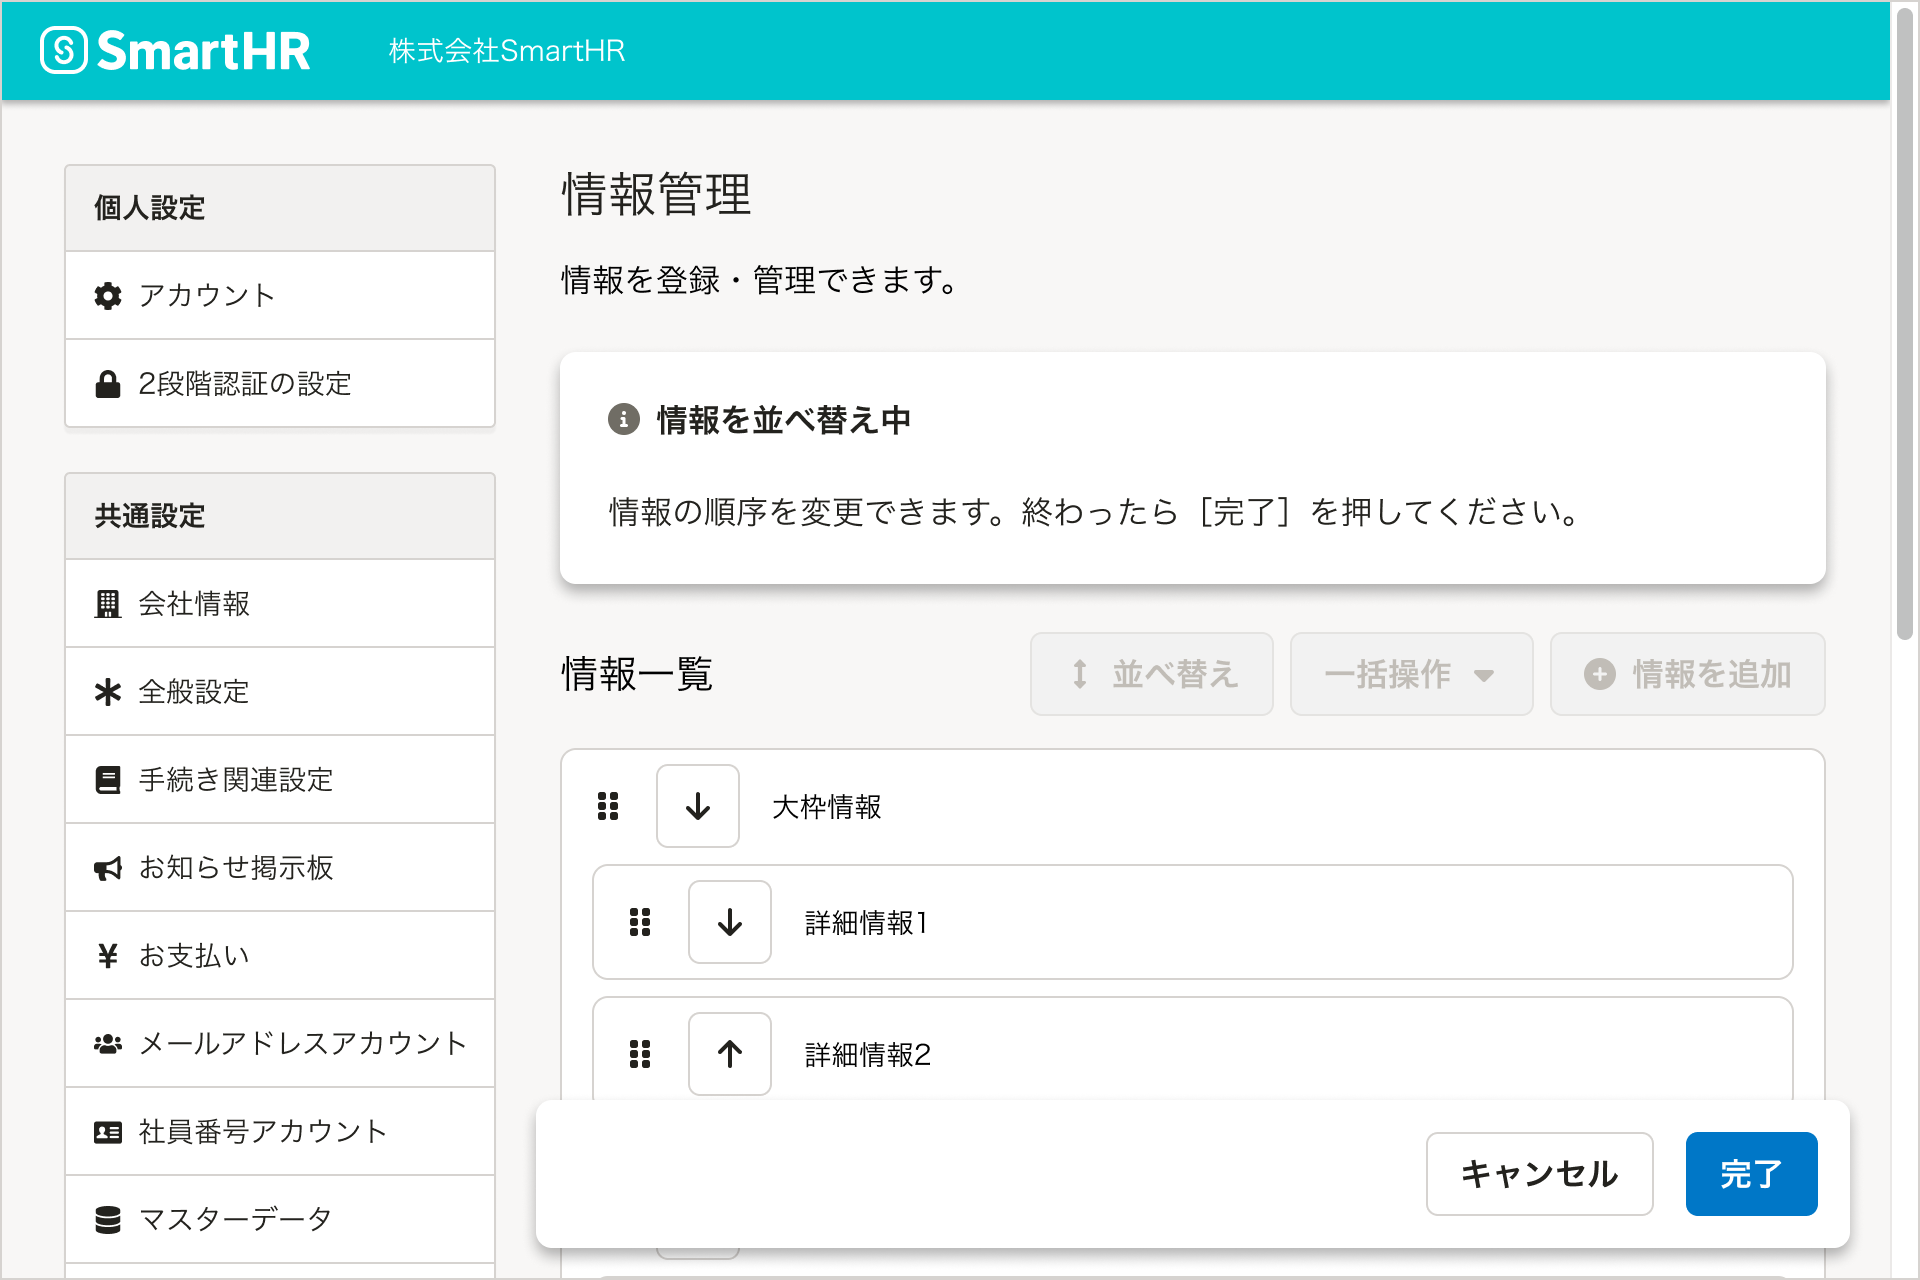 SmartHR
株式会社SmartHR
個人設定
アカウント
2段階認証の設定
共通設定
会社情報
全般設定
手続き関連設定
お知らせ掲示板
お支払い
メールアドレスアカウント
社員番号アカウント
マスターデータ
情報管理
情報を登録・管理できます。
情報を並べ替え中
情報の順序を変更できます。終わったら［完了］を押してください。
情報一覧
並べ替え
一括操作
情報を追加
大枠情報
詳細情報1
詳細情報2
キャンセル
完了